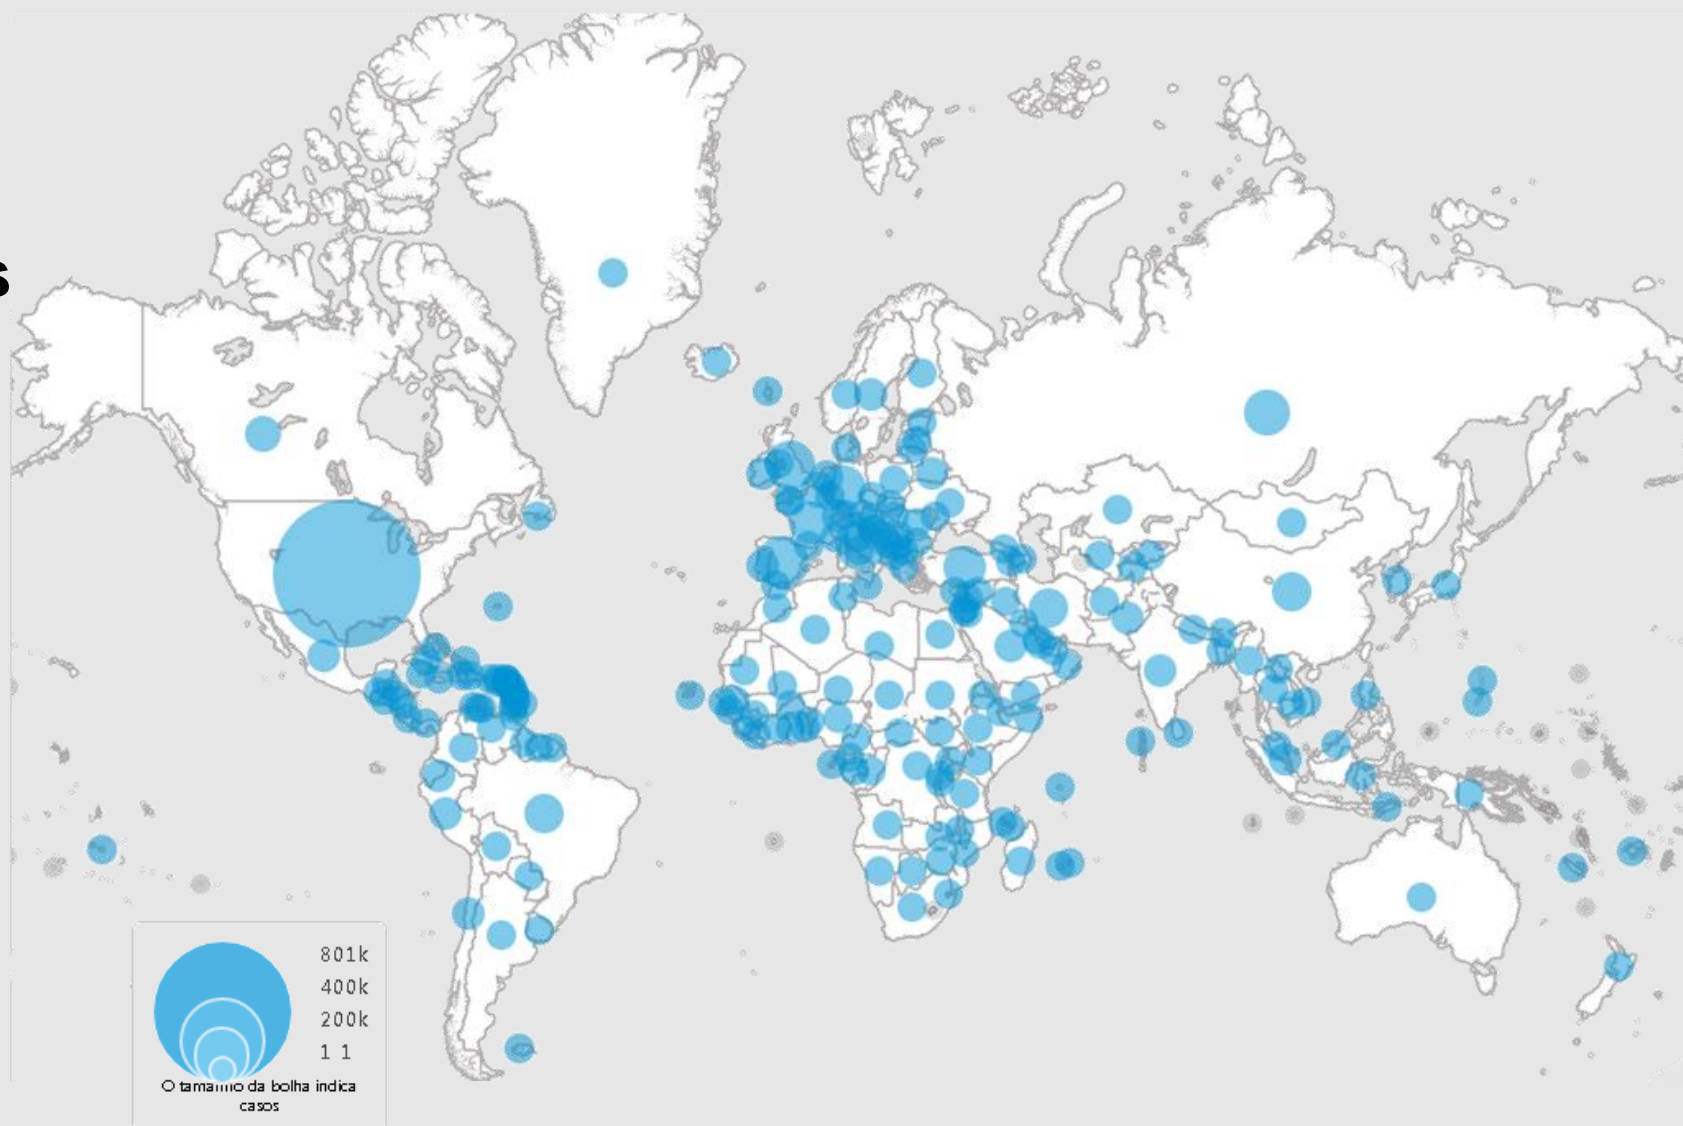 s
801k
400k
200k
1 1
O tamanho da bolha indica
casos